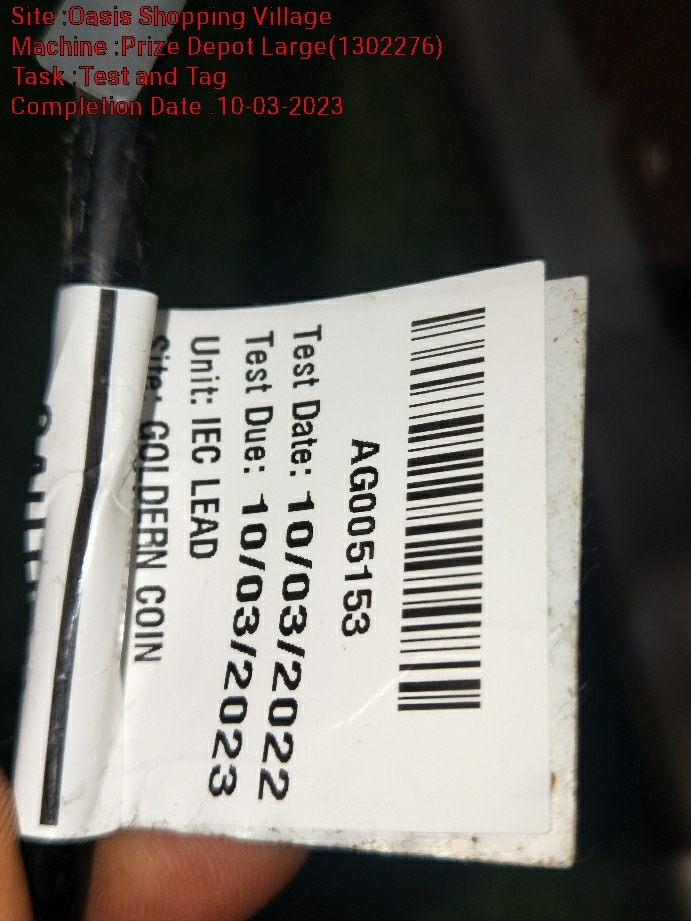 Site :Oasis Shopping Village
Machine :Prize Depot Large(1302276)
Task :Test and Tag
Completion Date :10-03-2023
AG005153
Test Date: 10/03/2022
Test Due: 10/03/2023
Unit: IEC LEAD
Site: GOLDERN COIN